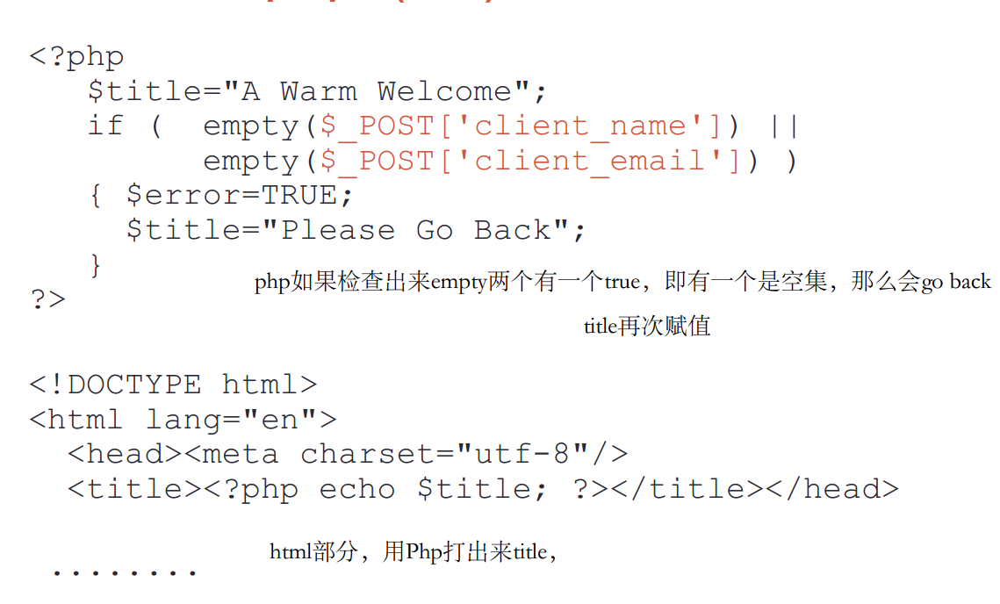 <?php
$title="A Warm Welcome";
if (  empty($_POST['client_name']) ||
empty($_POST['client_email']) )
{ $error=TRUE;
$title="Please Go Back";
}
php如果检查出来empty两个有一个true，即有一个是空集，那么会go back
?>
title再次赋值
<!DOCTYPE html>
<html lang="en">
<head><meta charset="utf-8"/>
<title><?php echo $title; ?></title></head>
html部分，用Php打出来title，
........